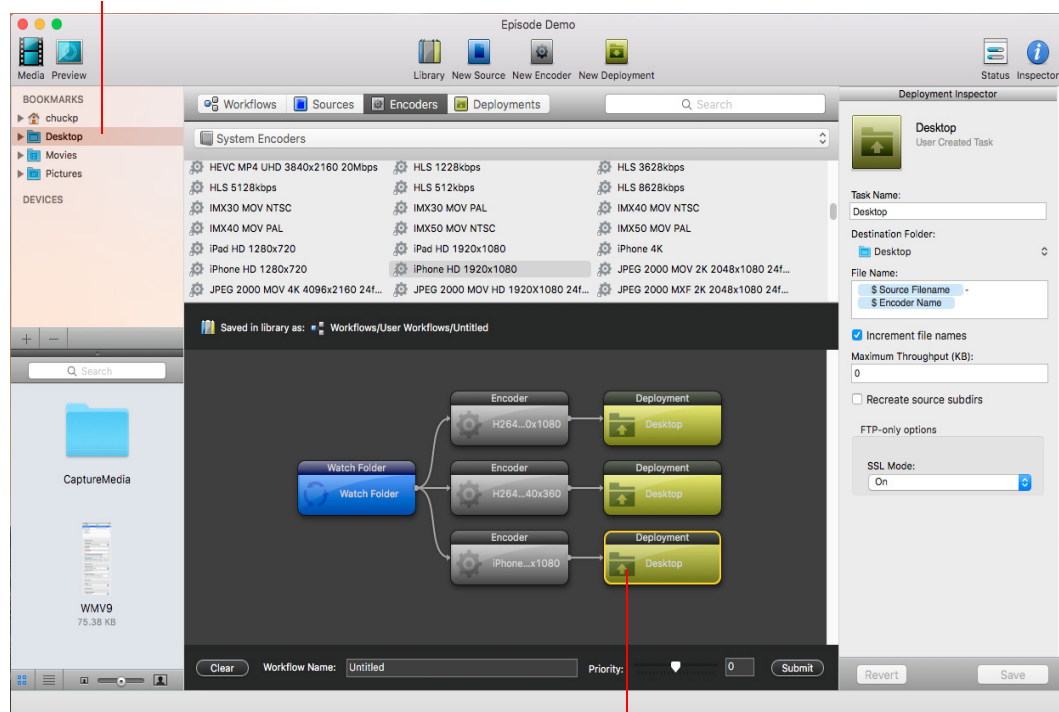 Episode Demo
Media Preview
Library New Source New Encoder New Deployment
Status Inspector
BOOKMARKS
chuckp
Desktop
Movies
Pictures
DEVICES
Search
CaptureMedia
WMV9
75.38 KB
Workflows Sources Encoders Deployments
Search
System Encoders
HEVC MP4 UHD 3840x2160 20Mbps HLS 1228kbps HLS 3628kbps
HLS 5128kbps HLS 512kbps HLS 8628kbps
IMX30 MOV NTSC IMX30 MOV PAL IMX40 MOV NTSC
IMX40 MOV PAL IMX50 MOV NTSC IMX50 MOV PAL
iPad HD 1280x720 iPad HD 1920x1080 iPhone 4K
iPhone HD 1280x720 iPhone HD 1920x1080 JPEG 2000 MOV 2K 2048x1080 24f...
JPEG 2000 MOV 4K 4096x2160 24f... JPEG 2000 MOV HD 1920X1080 24f... JPEG 2000 MXF 2K 2048x1080 24f...
Saved in library as: Workflows/User Workflows/Untitled
Encoder Deployment
H264...0x1080 Desktop
Watch Folder Encoder Deployment
Watch Folder H264...40x360 Desktop
Encoder Deployment
iPhone...x1080 Desktop
Clear Workflow Name: Untitled Priority: 0 Submit
Deployment Inspector
Desktop
User Created Task
Task Name:
Desktop
Destination Folder:
Desktop
File Name:
$ Source Filename -
$ Encoder Name
Increment file names
Maximum Throughput (KB):
0
Recreate source subdirs
FTP-only options
SSL Mode:
On
Revert Save